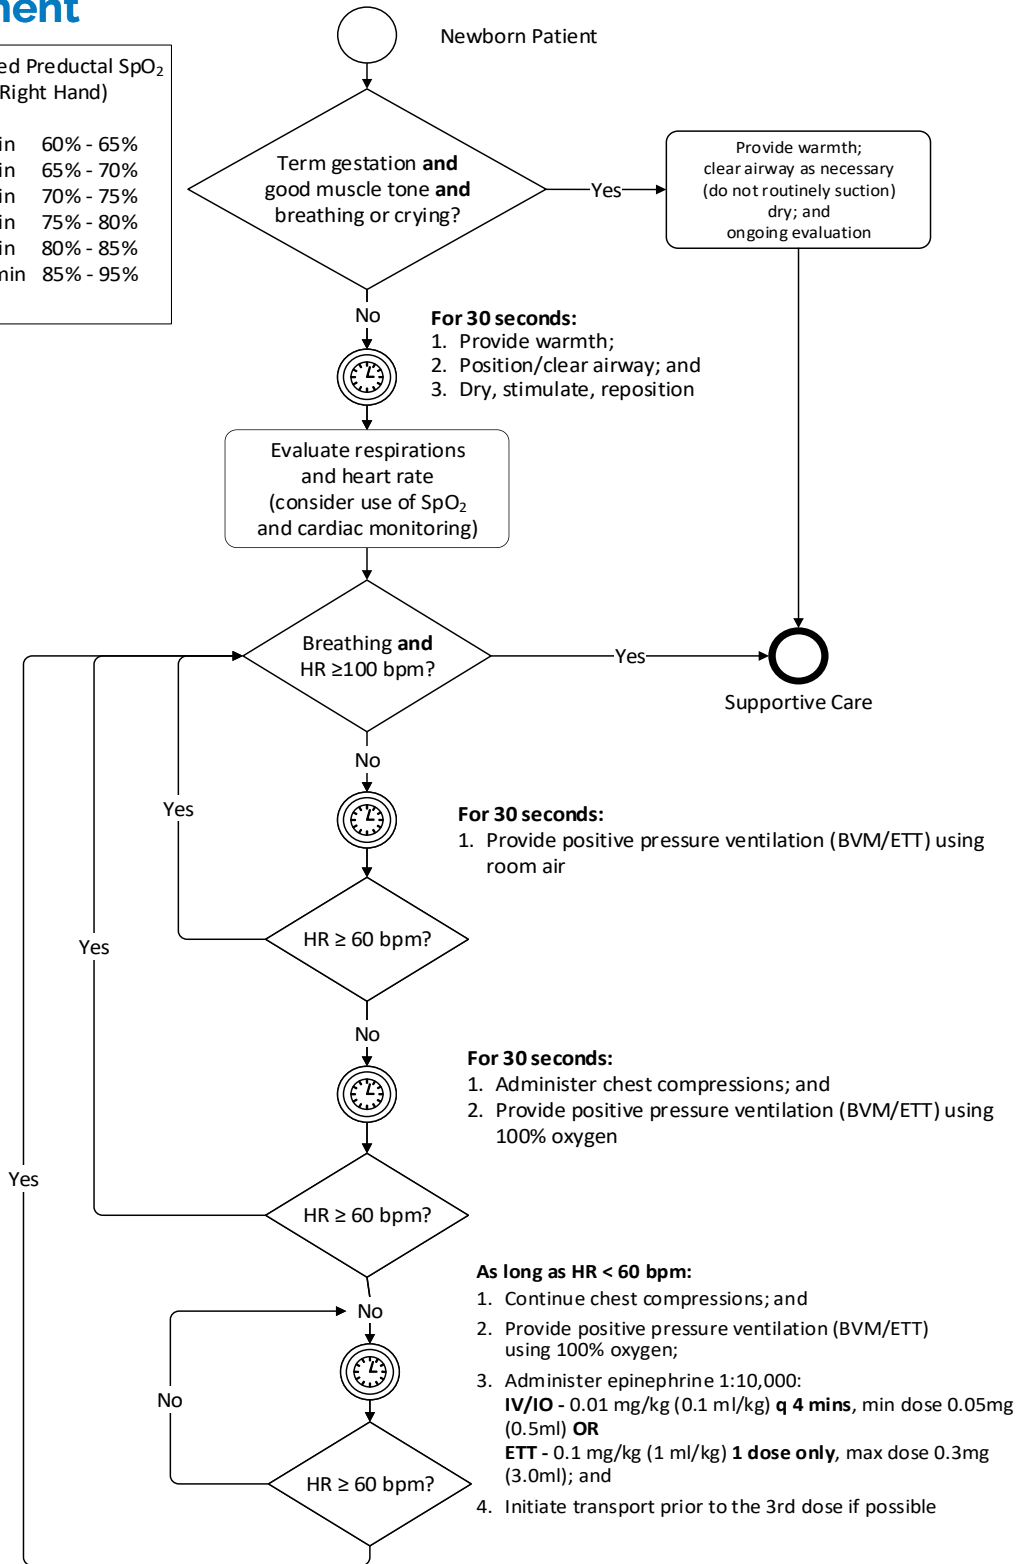 Newborn Patient
Preductal SpO₂
Right Hand)
60% - 65%
65% - 70%
70% - 75%
75% - 80%
80% - 85%
85% - 95%
Term gestation and
good muscle tone and
breathing or crying?
Yes
Provide warmth;
clear airway as necessary
(do not routinely suction)
dry; and
ongoing evaluation
No
For 30 seconds:
1. Provide warmth;
2. Position/clear airway; and
3. Dry, stimulate, reposition
Evaluate respirations
and heart rate
(consider use of SpO₂
and cardiac monitoring)
Breathing and
HR ≥100 bpm?
Yes
Supportive Care
No
Yes
For 30 seconds:
1. Provide positive pressure ventilation (BVM/ETT) using
room air
HR ≥ 60 bpm?
Yes
No
For 30 seconds:
1. Administer chest compressions; and
2. Provide positive pressure ventilation (BVM/ETT) using
100% oxygen
Yes
HR ≥ 60 bpm?
No
As long as HR < 60 bpm:
1. Continue chest compressions; and
2. Provide positive pressure ventilation (BVM/ETT)
using 100% oxygen;
3. Administer epinephrine 1:10,000:
IV/IO - 0.01 mg/kg (0.1 ml/kg) q 4 mins, min dose 0.05mg
(0.5ml) OR
ETT - 0.1 mg/kg (1 ml/kg) 1 dose only, max dose 0.3mg
(3.0ml); and
4. Initiate transport prior to the 3rd dose if possible
No
HR ≥ 60 bpm?